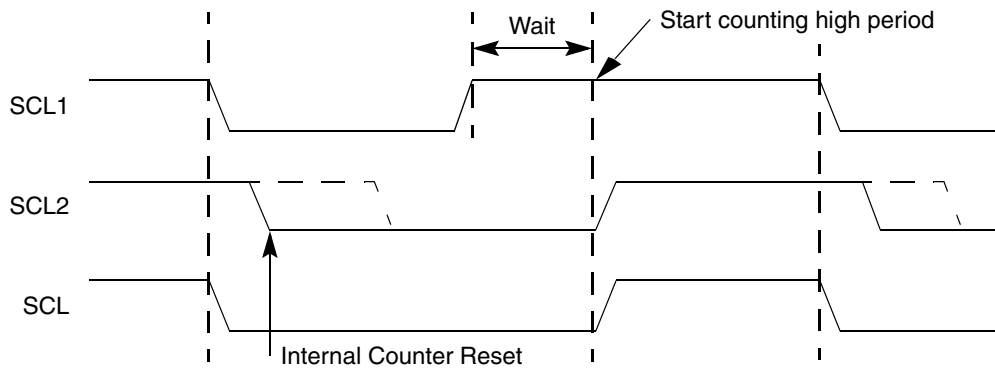 Start counting high period
Wait
SCL1
SCL2
SCL
Internal Counter Reset